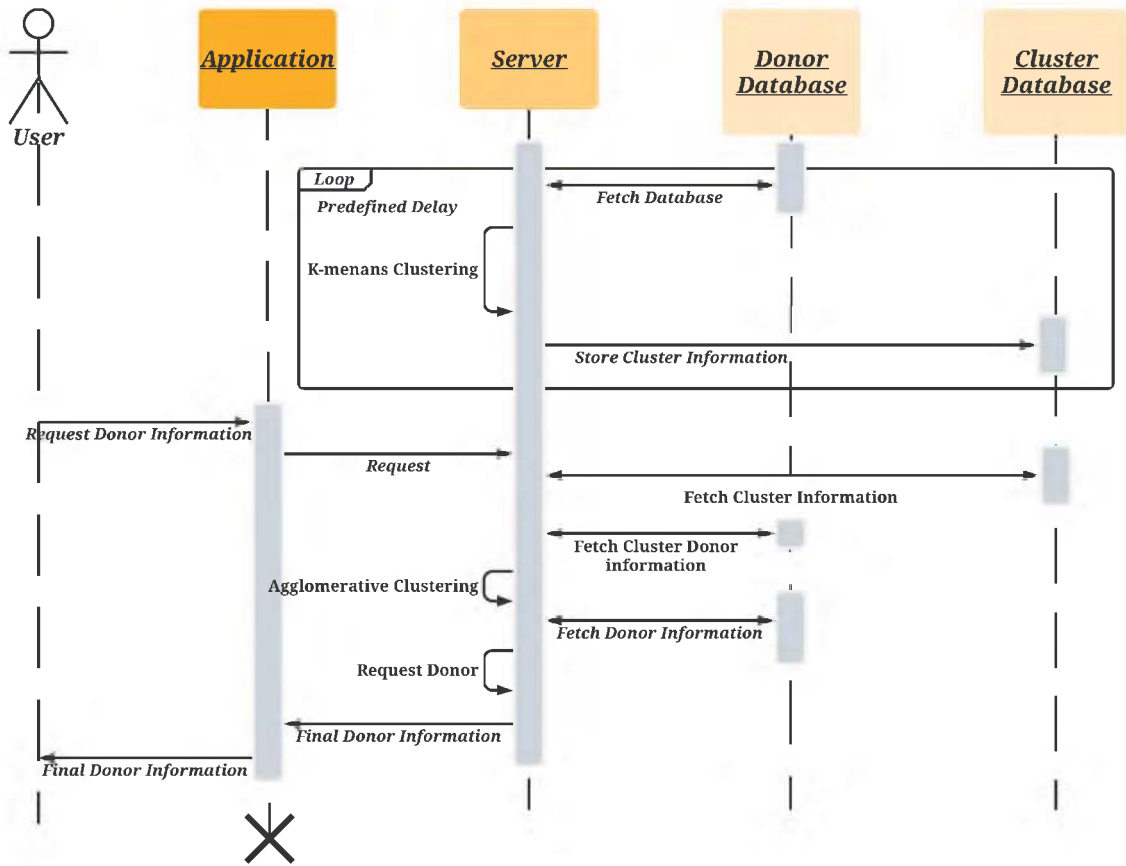 User
Application
Server
Donor
Database
Cluster
Database
Loop
Predefined Delay
Fetch Database
K-menans Clustering
Store Cluster Information
Request Donor Information
Request
Fetch Cluster Information
Fetch Cluster Donor
information
Agglomerative Clustering
Fetch Donor Information
Request Donor
Final Donor Information
Final Donor Information